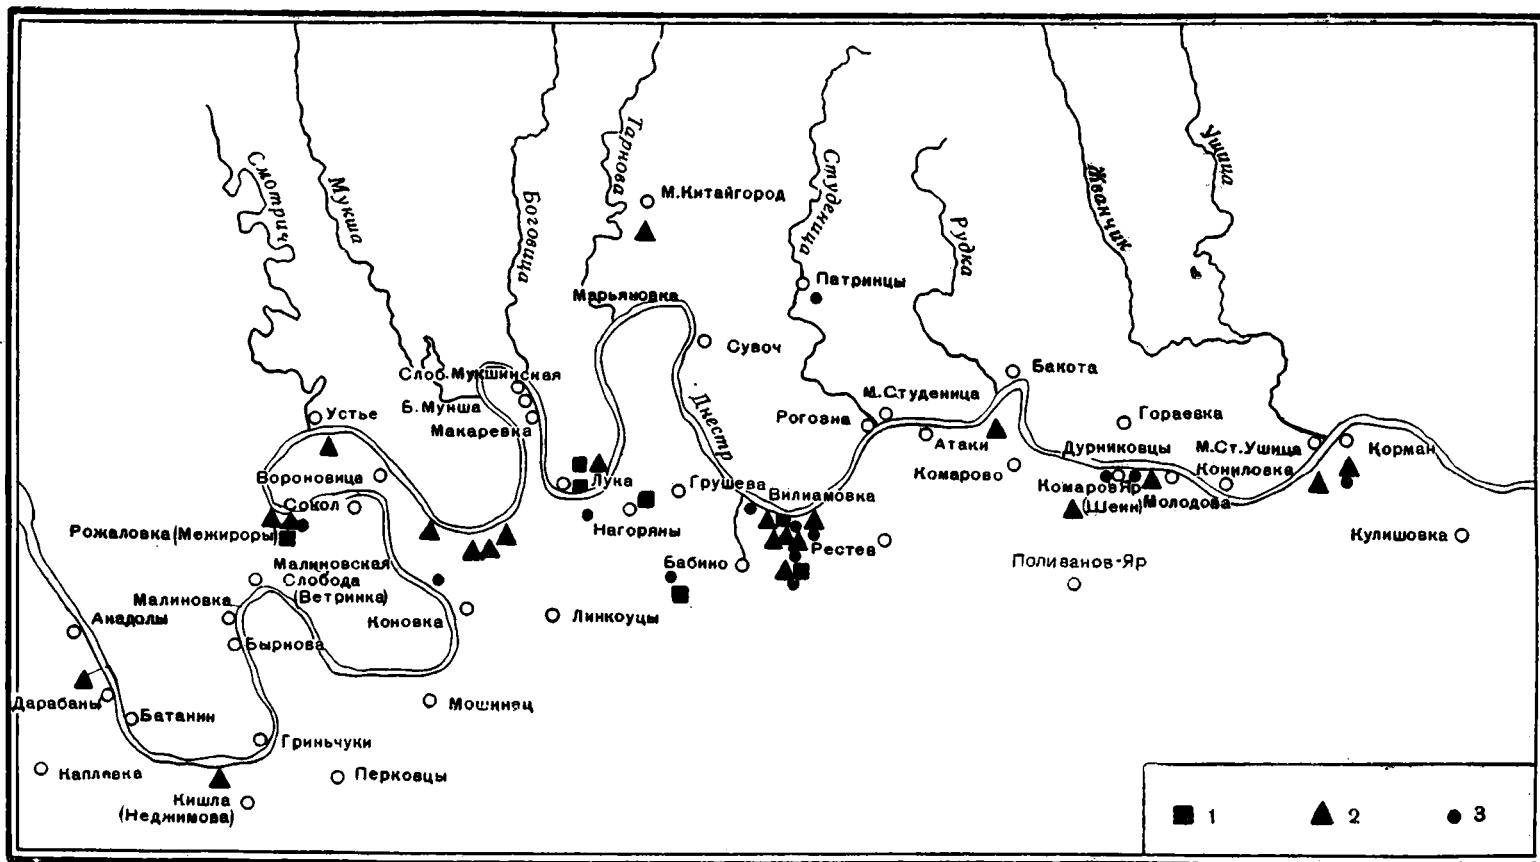 Смотрич
Мукша
Боговица
Тарнова
Студеница
Рудка
Жванчик
Ушица
М.Китайгород
Патринцы
Марьяновка
Сувоч
Днестр
Слоб.Мукшинская
Б.Мукша
Макаревка
Устье
Вороновица
Сокол
Рожаловка(Межироры)
Лука
Нагоряны
Грушева
Вилиамовка
Рестев
Бабино
Рогозна
М.Студеница
Атаки
Бакота
Комарово
Гораевка
Дурниковцы
Комаров Яр
(Шеин)
Молодова
М.Ст.Ушица
Кониловка
Корман
Кулишовка
Поливанов-Яр
Малиновская
Слобода
(Ветринка)
Малиновка
Анадолы
Бырнова
Коновка
Линкоуцы
Дарабаны
Батанин
Мошинец
Гриньчуки
Каплевка
Перковцы
Кишла
(Неджимова)
1
2
3